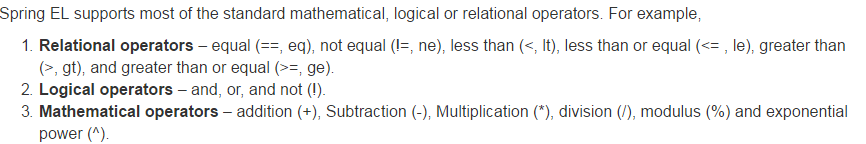 Spring EL supports most of the standard mathematical, logical or relational operators. For example,
1. Relational operators – equal (==, eq), not equal (!=, ne), less than (<, lt), less than or equal (<= , le), greater than
(>, gt), and greater than or equal (>=, ge).
2. Logical operators – and, or, and not (!).
3. Mathematical operators – addition (+), Subtraction (-), Multiplication (*), division (/), modulus (%) and exponential
power (^).